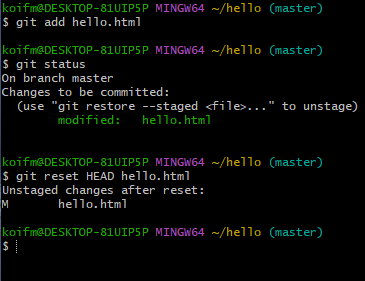 koifm@DESKTOP-81UIP5P MINGW64 ~/hello (master)
$ git add hello.html
koifm@DESKTOP-81UIP5P MINGW64 ~/hello (master)
$ git status
On branch master
Changes to be committed:
  (use "git restore --staged <file>..." to unstage)
        modified:   hello.html
koifm@DESKTOP-81UIP5P MINGW64 ~/hello (master)
$ git reset HEAD hello.html
Unstaged changes after reset:
M       hello.html
koifm@DESKTOP-81UIP5P MINGW64 ~/hello (master)
$